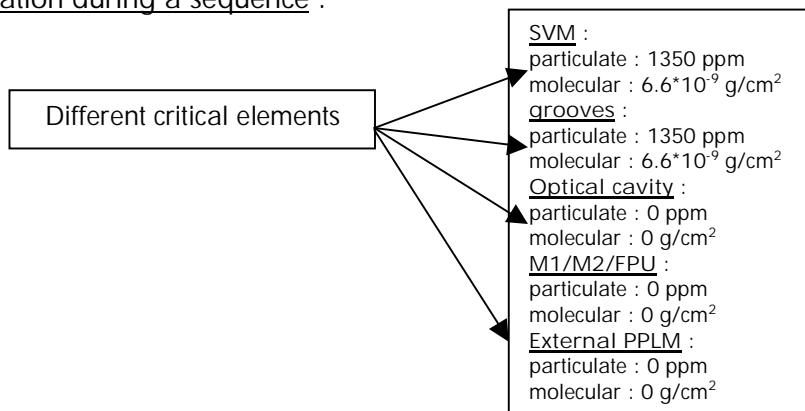 during a sequence :
Different critical elements
SVM :
particulate : 1350 ppm
molecular : 6.6*10⁻⁹ g/cm²
grooves :
particulate : 1350 ppm
molecular : 6.6*10⁻⁹ g/cm²
Optical cavity :
particulate : 0 ppm
molecular : 0 g/cm²
M1/M2/FPU :
particulate : 0 ppm
molecular : 0 g/cm²
External PPLM :
particulate : 0 ppm
molecular : 0 g/cm²